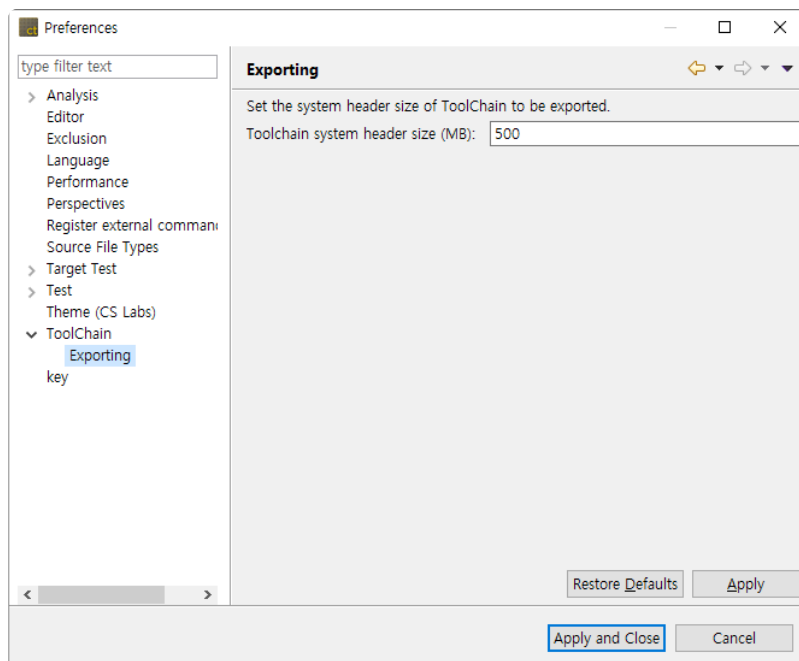 ct Preferences
type filter text
Analysis
Editor
Exclusion
Language
Performance
Perspectives
Register external comman
Source File Types
Target Test
Test
Theme (CS Labs)
ToolChain
Exporting
key
Exporting
Set the system header size of ToolChain to be exported.
Toolchain system header size (MB): 500
Restore Defaults Apply
Apply and Close Cancel